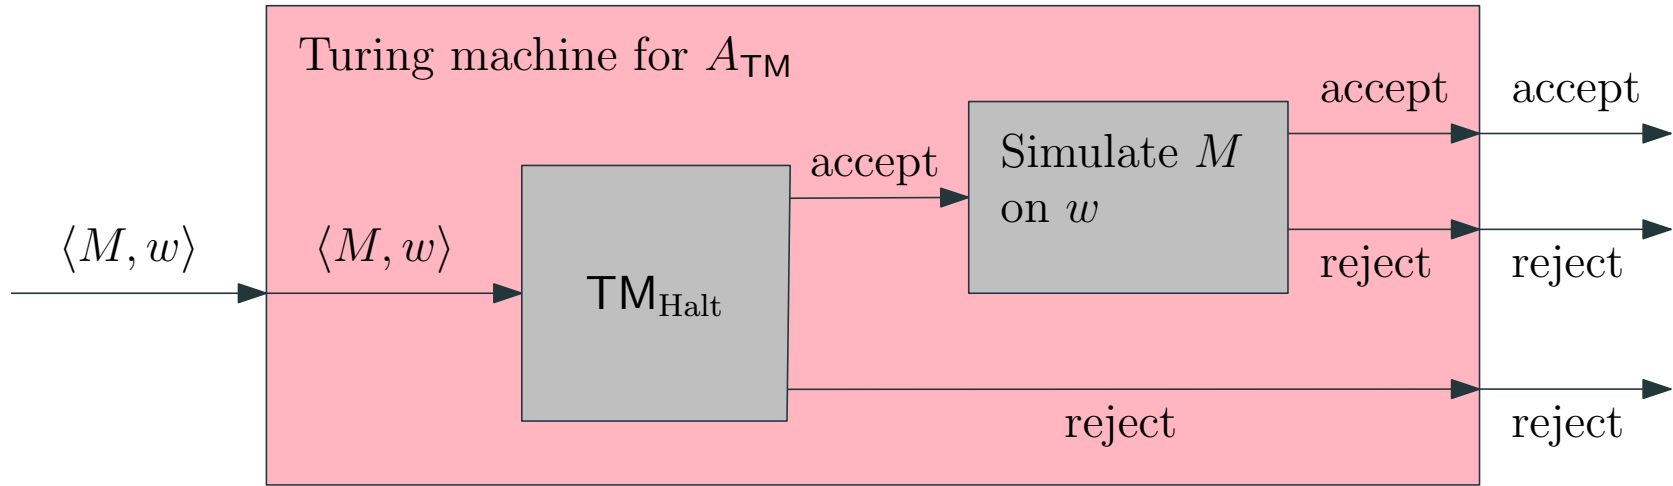 Turing machine for A_TM
accept
accept
Simulate M
on w
accept
⟨M, w⟩
⟨M, w⟩
reject
reject
TM_Halt
reject
reject